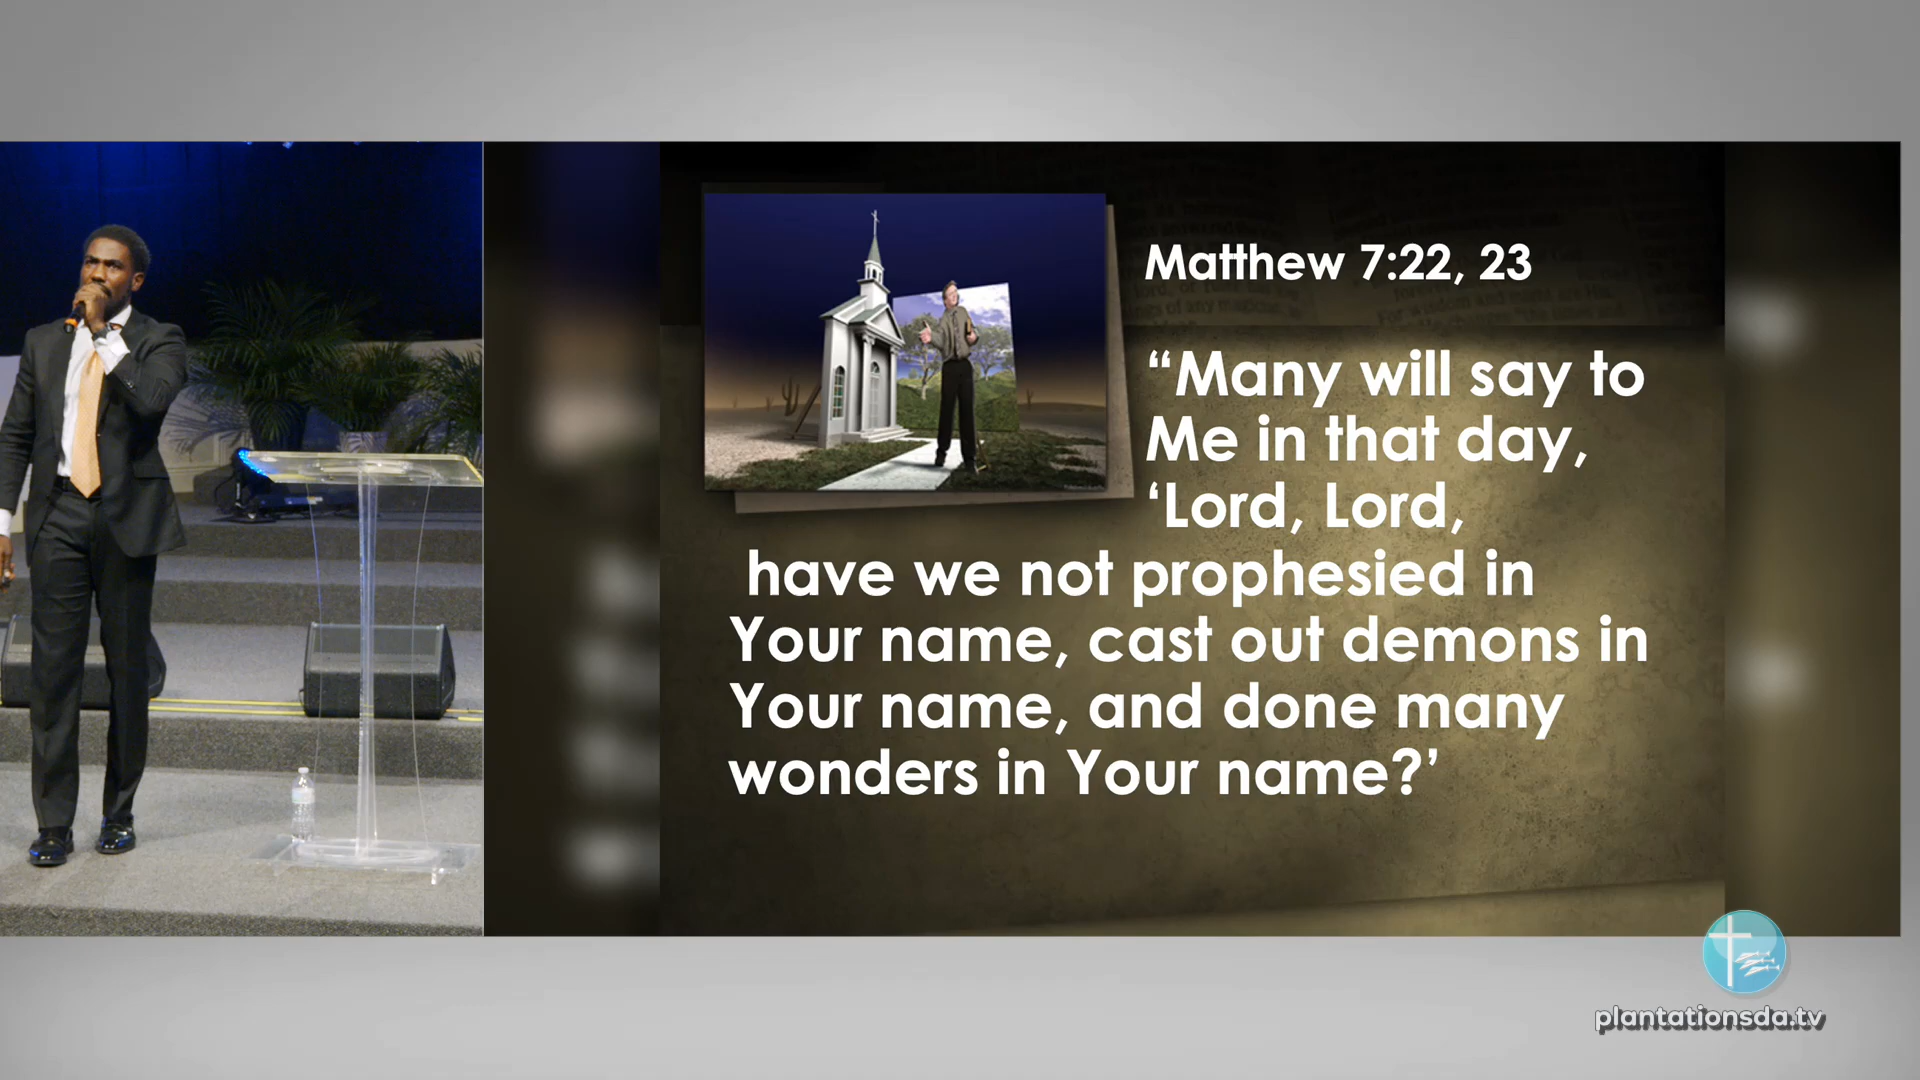 Matthew 7:22, 23
“Many will say to
Me in that day,
‘Lord, Lord,
have we not prophesied in
Your name, cast out demons in
Your name, and done many
wonders in Your name?’
plantationsda.tv